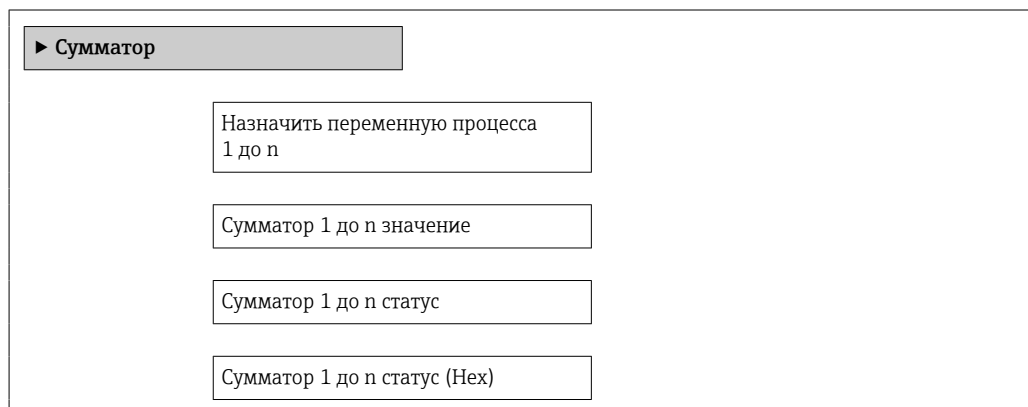 ▶ Сумматор
Назначить переменную процесса
1 до n
Сумматор 1 до n значение
Сумматор 1 до n статус
Сумматор 1 до n статус (Hex)